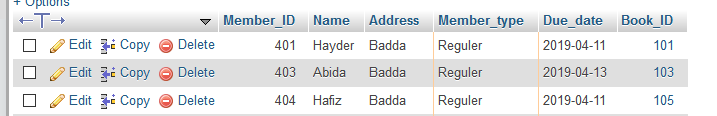 + Options
←T→ Member_ID Name Address Member_type Due_date Book_ID
Edit Copy Delete 401 Hayder Badda Reguler 2019-04-11 101
Edit Copy Delete 403 Abida Badda Reguler 2019-04-13 103
Edit Copy Delete 404 Hafiz Badda Reguler 2019-04-11 105